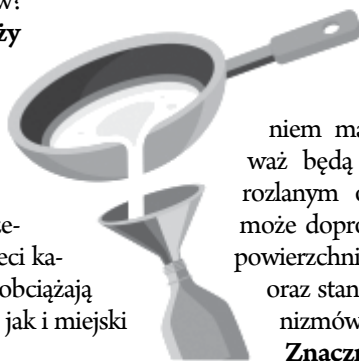 ży
eci ka-
obciążają
jak i miejski
niem ma
waż będą
rozlanym
może dopro
powierzchni
oraz stan
nizmów
Znaczn